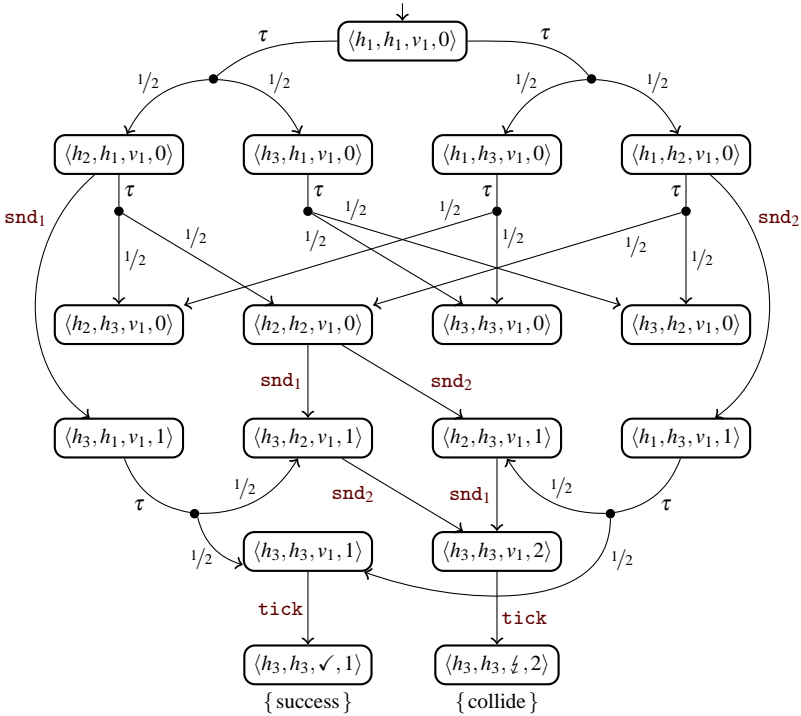 ⟨h₁,h₁,v₁,0⟩
τ τ
1/2 1/2 1/2 1/2
⟨h₂,h₁,v₁,0⟩ ⟨h₃,h₁,v₁,0⟩ ⟨h₁,h₃,v₁,0⟩ ⟨h₁,h₂,v₁,0⟩
τ τ τ τ
snd₁ 1/2 1/2 snd₂
1/2 1/2 1/2 1/2 1/2 1/2
⟨h₂,h₃,v₁,0⟩ ⟨h₂,h₂,v₁,0⟩ ⟨h₃,h₃,v₁,0⟩ ⟨h₃,h₂,v₁,0⟩
snd₁ snd₂
⟨h₃,h₁,v₁,1⟩ ⟨h₃,h₂,v₁,1⟩ ⟨h₂,h₃,v₁,1⟩ ⟨h₁,h₃,v₁,1⟩
τ 1/2 snd₂ snd₁ 1/2 τ
1/2 ⟨h₃,h₃,v₁,1⟩ ⟨h₃,h₃,v₁,2⟩ 1/2
tick tick
⟨h₃,h₃,✓,1⟩ ⟨h₃,h₃,↯,2⟩
{success} {collide}